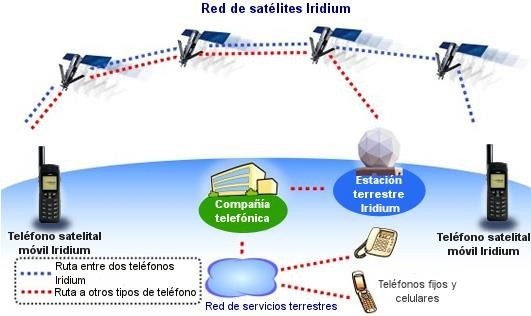 Red de satélites Iridium
Compañía
telefónica
Estación
terrestre
Iridium
Teléfono satelital
móvil Iridium
Teléfono satelital
móvil Iridium
Ruta entre dos teléfonos
Iridium
Ruta a otros tipos de teléfono
Red de servicios terrestres
Teléfonos fijos y
celulares